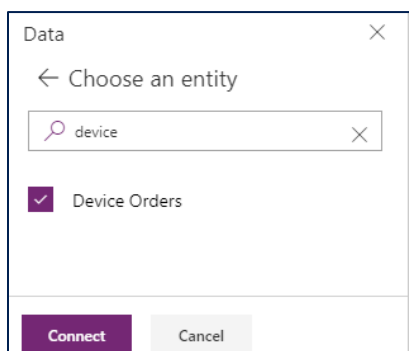 Data
Choose an entity
device
Device Orders
Connect Cancel